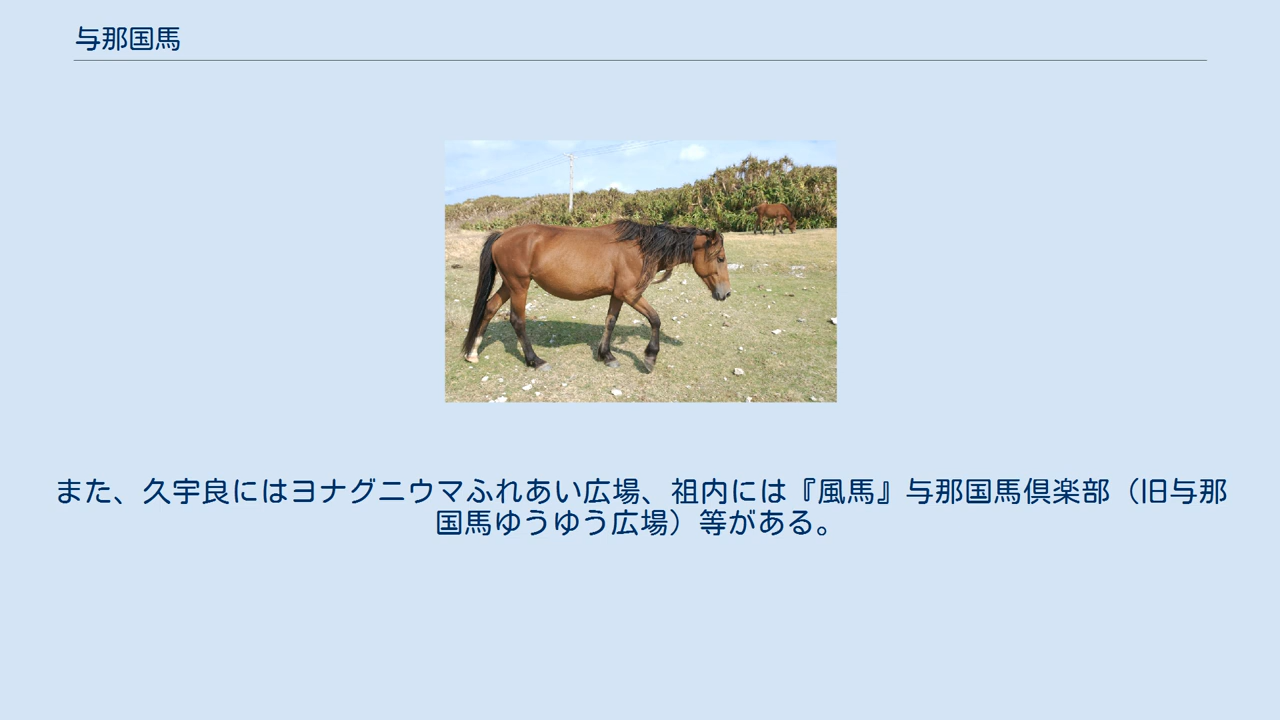 与那国馬
また、久宇良にはヨナグニウマふれあい広場、祖内には『風馬』与那国馬倶楽部（旧与那
国馬ゆうゆう広場）等がある。